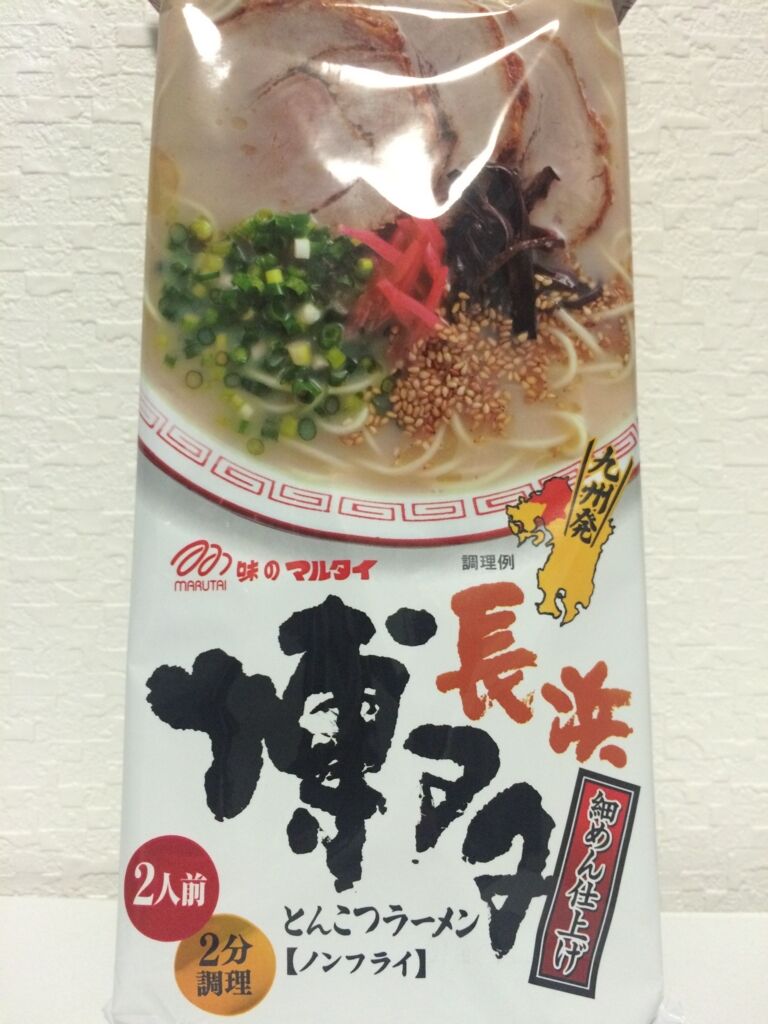 九州発
MARUTAI
味のマルタイ
調理例
長浜
博多
細めん仕上げ
2人前
2分
調理
とんこつラーメン
【ノンフライ】